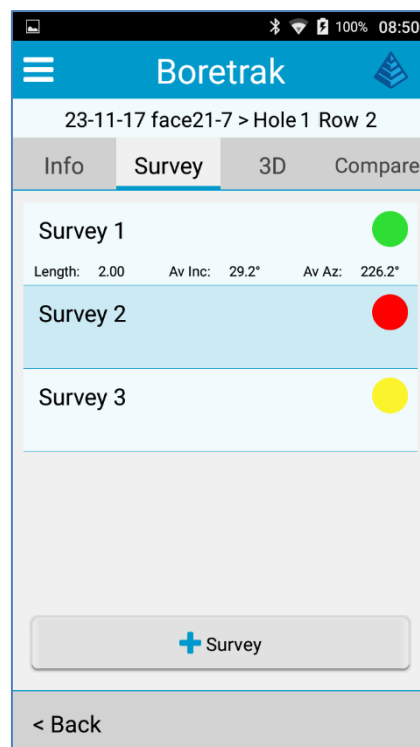 100% 08:50
Boretrak
23-11-17 face21-7 > Hole 1 Row 2
Info Survey 3D Compare
Survey 1
Length: 2.00 Av Inc: 29.2° Av Az: 226.2°
Survey 2
Survey 3
+ Survey
< Back